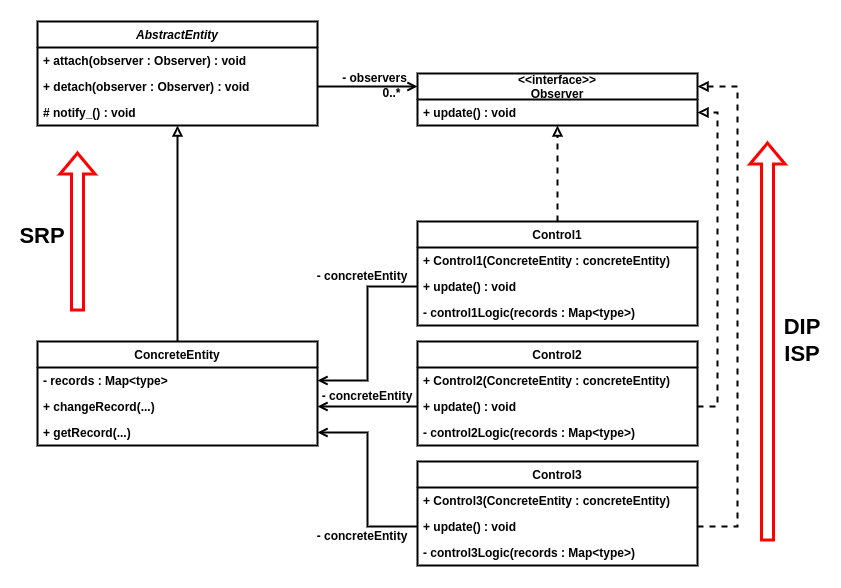 AbstractEntity
+ attach(observer : Observer) : void
+ detach(observer : Observer) : void
# notify_() : void
- observers
0..*
<<interface>>
Observer
+ update() : void
SRP
DIP
ISP
Control1
+ Control1(ConcreteEntity : concreteEntity)
+ update() : void
- control1Logic(records : Map<type>)
- concreteEntity
ConcreteEntity
- records : Map<type>
+ changeRecord(...)
+ getRecord(...)
- concreteEntity
Control2
+ Control2(ConcreteEntity : concreteEntity)
+ update() : void
- control2Logic(records : Map<type>)
- concreteEntity
Control3
+ Control3(ConcreteEntity : concreteEntity)
+ update() : void
- control3Logic(records : Map<type>)